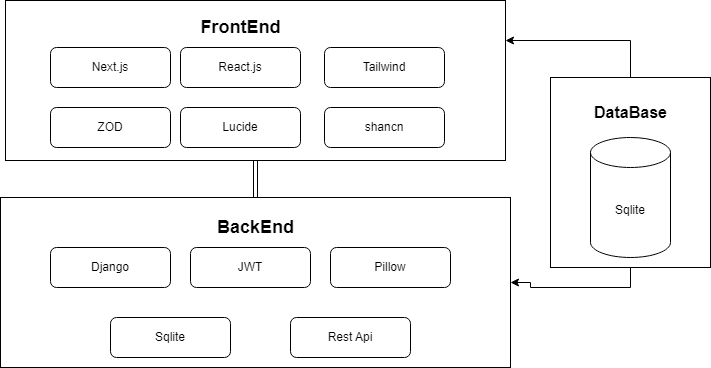 FrontEnd
Next.js
React.js
Tailwind
ZOD
Lucide
shancn
DataBase
Sqlite
BackEnd
Django
JWT
Pillow
Sqlite
Rest Api